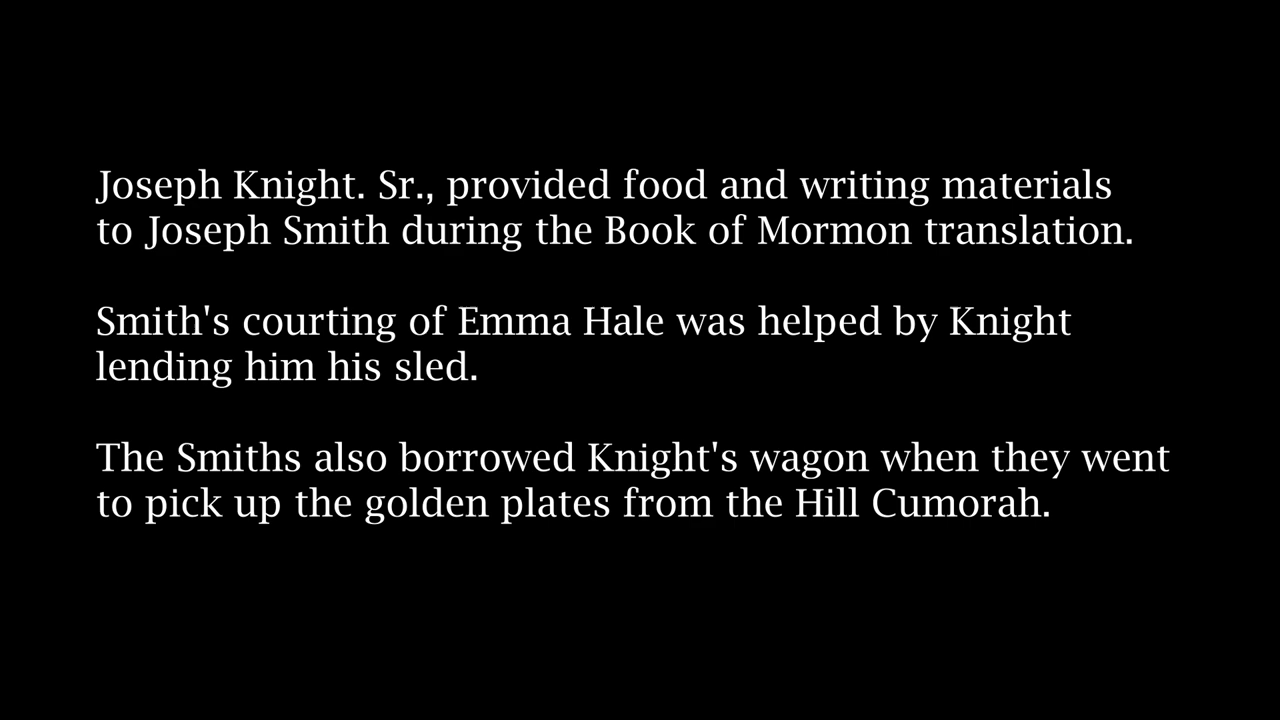 Joseph Knight. Sr., provided food and writing materials
to Joseph Smith during the Book of Mormon translation.
Smith's courting of Emma Hale was helped by Knight
lending him his sled.
The Smiths also borrowed Knight's wagon when they went
to pick up the golden plates from the Hill Cumorah.